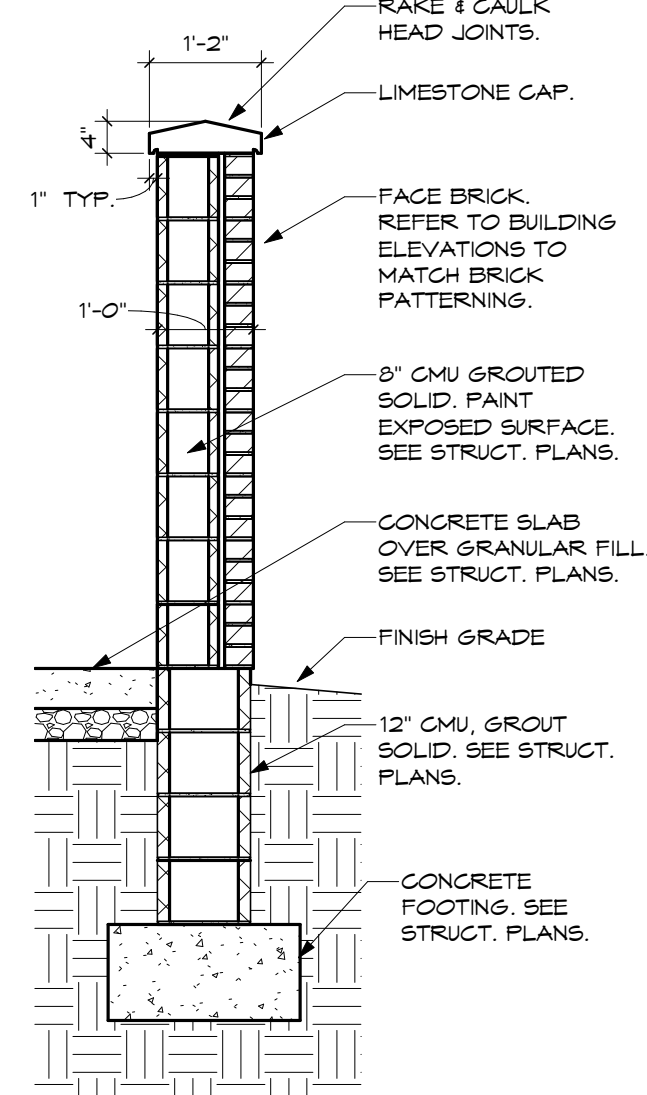 RAKE & CAULK
HEAD JOINTS.
1'-2"
LIMESTONE CAP.
4"
1" TYP.
FACE BRICK.
REFER TO BUILDING
ELEVATIONS TO
MATCH BRICK
PATTERNING.
1'-0"
8" CMU GROUTED
SOLID. PAINT
EXPOSED SURFACE.
SEE STRUCT. PLANS.
CONCRETE SLAB
OVER GRANULAR FILL.
SEE STRUCT. PLANS.
FINISH GRADE
12" CMU, GROUT
SOLID. SEE STRUCT.
PLANS.
CONCRETE
FOOTING. SEE
STRUCT. PLANS.